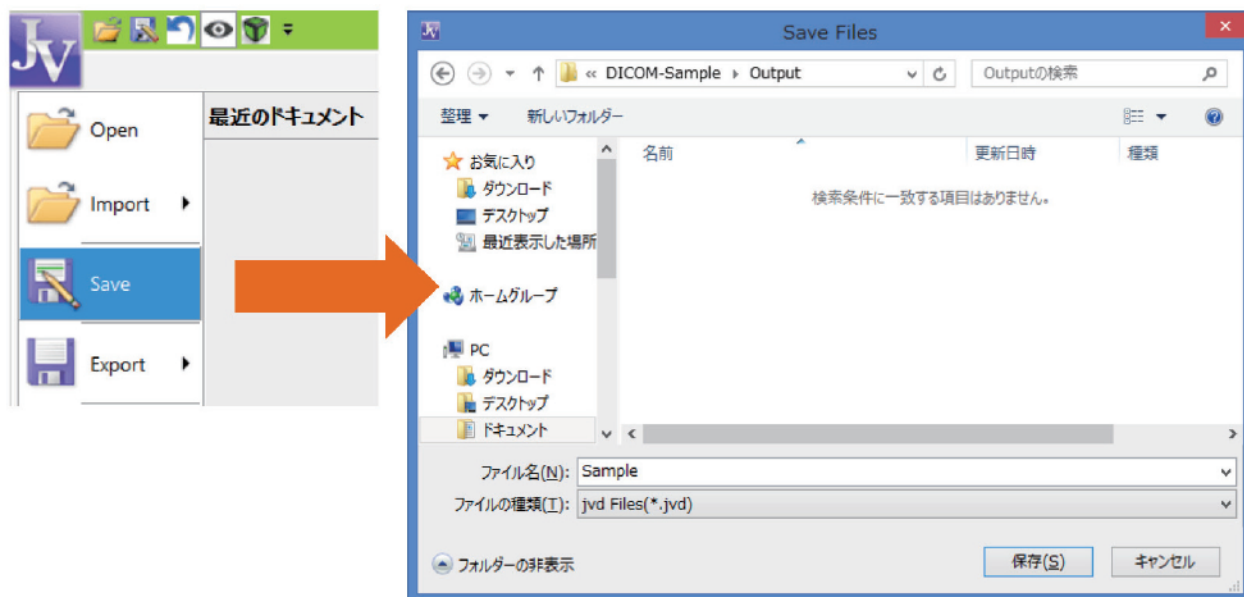 JV
Open
最近のドキュメント
Import
Save
Export
JV
Save Files
« DICOM-Sample
Output
Outputの検索
整理
新しいフォルダー
お気に入り
ダウンロード
デスクトップ
最近表示した場所
ホームグループ
PC
ダウンロード
デスクトップ
ドキュメント
名前
更新日時
種類
検索条件に一致する項目はありません。
ファイル名(N): Sample
ファイルの種類(T): jvd Files(*.jvd)
フォルダーの非表示
保存(S)
キャンセル